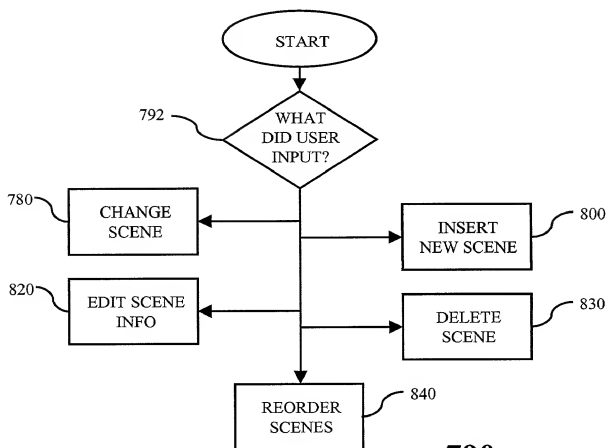 START
792
WHAT
DID USER
INPUT?
780
CHANGE
SCENE
INSERT
NEW SCENE
800
820
EDIT SCENE
INFO
DELETE
SCENE
830
REORDER
SCENES
840